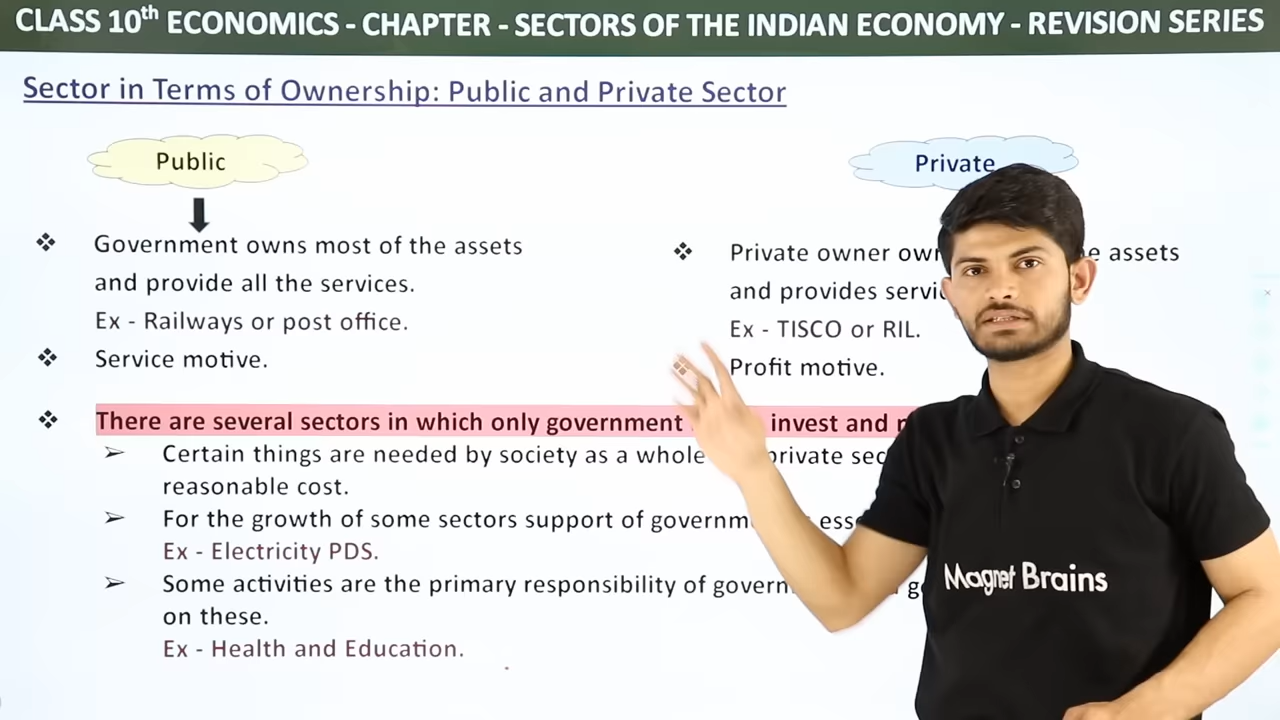 CLASS 10th ECONOMICS - CHAPTER - SECTORS OF THE INDIAN ECONOMY - REVISION SERIES
Sector in Terms of Ownership: Public and Private Sector
Public
Government owns most of the assets
and provide all the services.
Ex - Railways or post office.
Service motive.
Private
Private owner assets
and provides
Ex - TISCO or RIL.
Profit motive.
There are several sectors in which only government invest and
Certain things are needed by society as a whole private
reasonable cost.
For the growth of some sectors support of
Ex - Electricity PDS.
Some activities are the primary responsibility of
on these.
Ex - Health and Education.
Magnet Brains